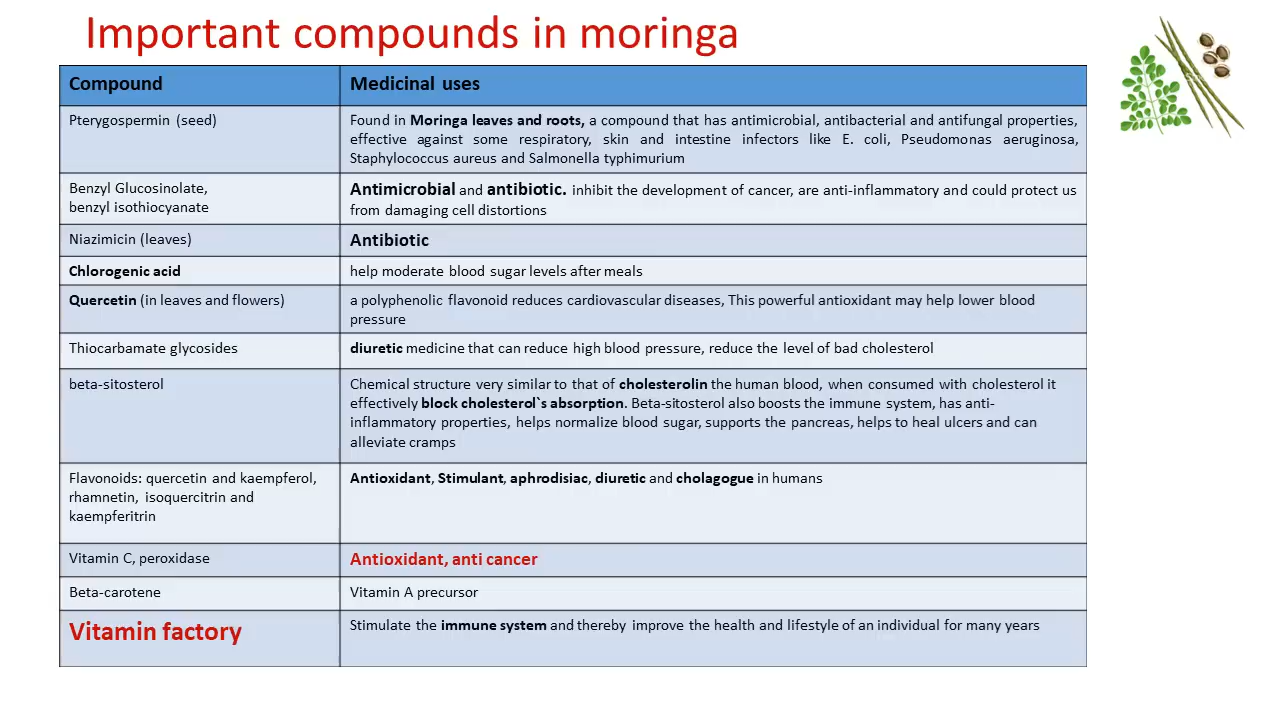 Important compounds in moringa
Compound
Medicinal uses
Pterygospermin (seed)
Found in Moringa leaves and roots, a compound that has antimicrobial, antibacterial and antifungal properties,
effective against some respiratory, skin and intestine infectors like E. coli, Pseudomonas aeruginosa,
Staphylococcus aureus and Salmonella typhimurium
Benzyl Glucosinolate,
benzyl isothiocyanate
Antimicrobial and antibiotic. inhibit the development of cancer, are anti-inflammatory and could protect us
from damaging cell distortions
Niazimicin (leaves)
Antibiotic
Chlorogenic acid
help moderate blood sugar levels after meals
Quercetin (in leaves and flowers)
a polyphenolic flavonoid reduces cardiovascular diseases, This powerful antioxidant may help lower blood
pressure
Thiocarbamate glycosides
diuretic medicine that can reduce high blood pressure, reduce the level of bad cholesterol
beta-sitosterol
Chemical structure very similar to that of cholesterolin the human blood, when consumed with cholesterol it
effectively block cholesterol`s absorption. Beta-sitosterol also boosts the immune system, has anti-
inflammatory properties, helps normalize blood sugar, supports the pancreas, helps to heal ulcers and can
alleviate cramps
Flavonoids: quercetin and kaempferol,
rhamnetin, isoquercitrin and
kaempferitrin
Antioxidant, Stimulant, aphrodisiac, diuretic and cholagogue in humans
Vitamin C, peroxidase
Antioxidant, anti cancer
Beta-carotene
Vitamin A precursor
Vitamin factory
Stimulate the immune system and thereby improve the health and lifestyle of an individual for many years